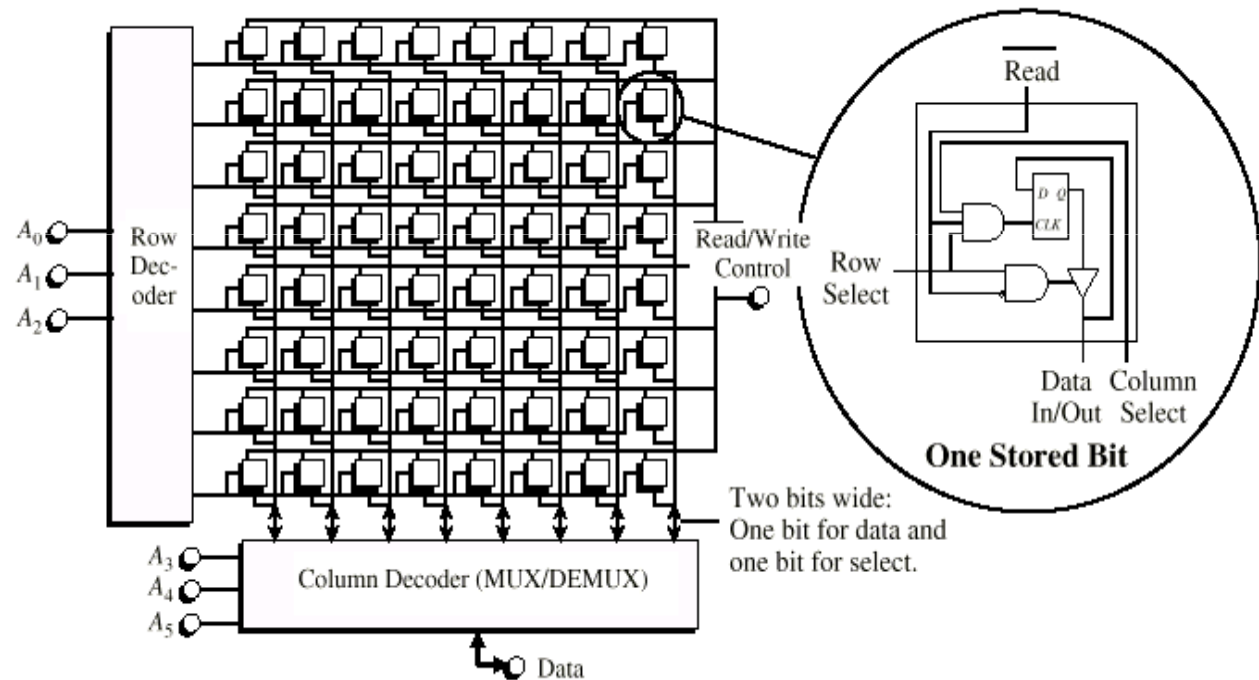 Read
A0
A1
A2
Row
Dec-
oder
Read/Write
Control
Row
Select
D Q
CLK
Data
In/Out
Column
Select
One Stored Bit
Two bits wide:
One bit for data and
one bit for select.
A3
A4
A5
Column Decoder (MUX/DEMUX)
Data